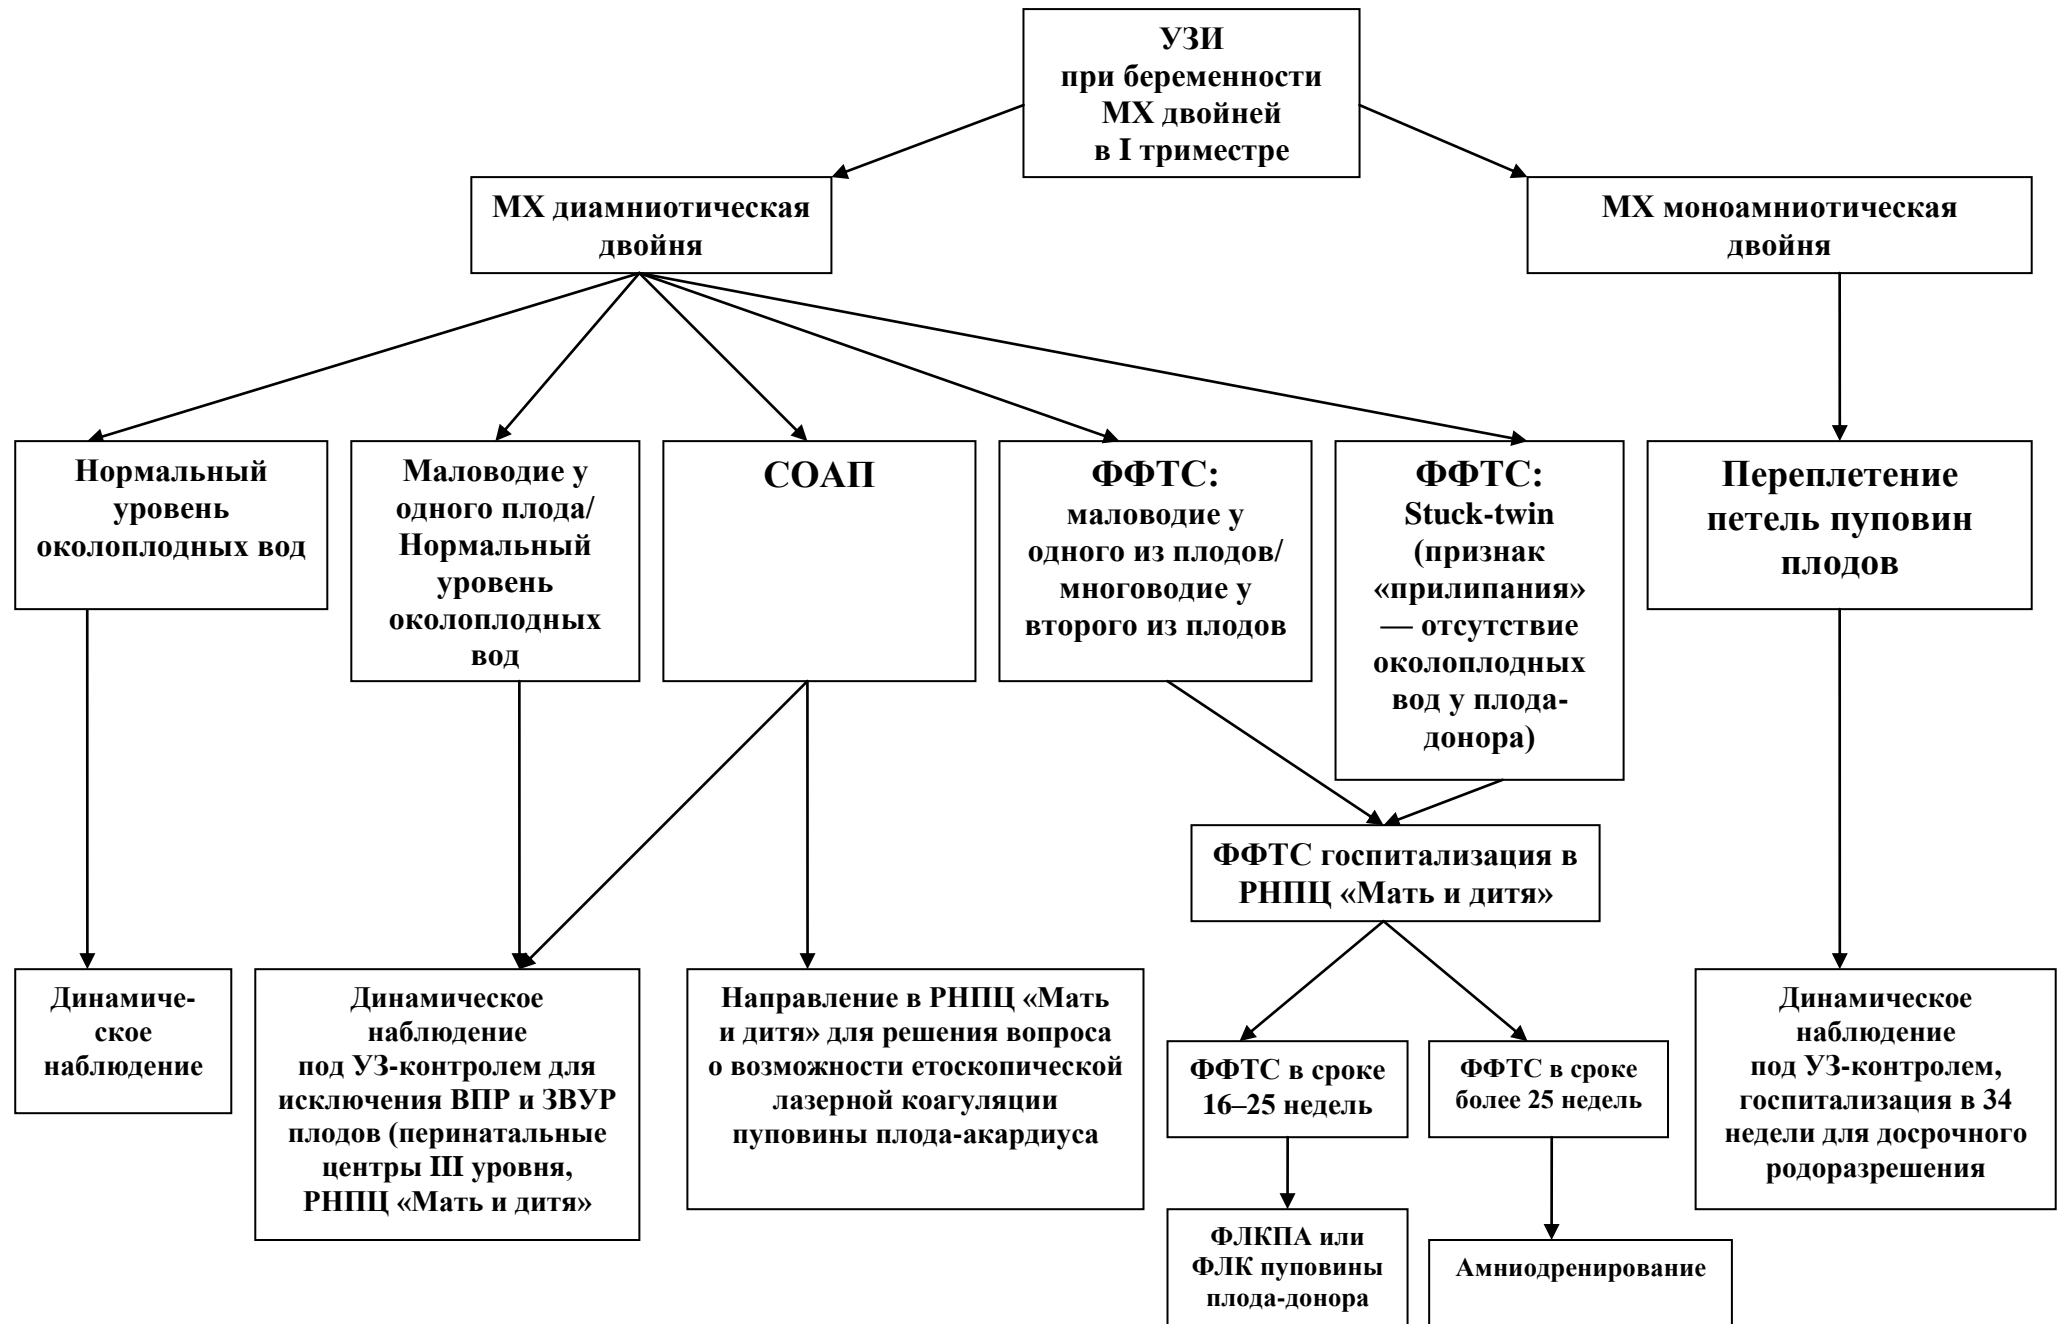 УЗИ
при беременности
МХ двойней
в I триместре
МХ диамниотическая
двойня
МХ моноамниотическая
двойня
Нормальный
уровень
околоплодных вод
Маловодие у
одного плода/
Нормальный
уровень
околоплодных
вод
СОАП
ФФТС:
маловодие у
одного из плодов/
многоводие у
второго из плодов
ФФТС:
Stuck-twin
(признак
«прилипания»
— отсутствие
околоплодных
вод у плода-
донора)
Переплетение
петель пуповин
плодов
ФФТС госпитализация в
РНПЦ «Мать и дитя»
Динамиче-
ское
наблюдение
Динамическое
наблюдение
под УЗ-контролем для
исключения ВПР и ЗВУР
плодов (перинатальные
центры III уровня,
РНПЦ «Мать и дитя»
Направление в РНПЦ «Мать
и дитя» для решения вопроса
о возможности етоскопической
лазерной коагуляции
пуповины плода-акардиуса
ФФТС в сроке
16–25 недель
ФФТС в сроке
более 25 недель
Динамическое
наблюдение
под УЗ-контролем,
госпитализация в 34
недели для досрочного
родоразрешения
ФЛКПА или
ФЛК пуповины
плода-донора
Амниодренирование